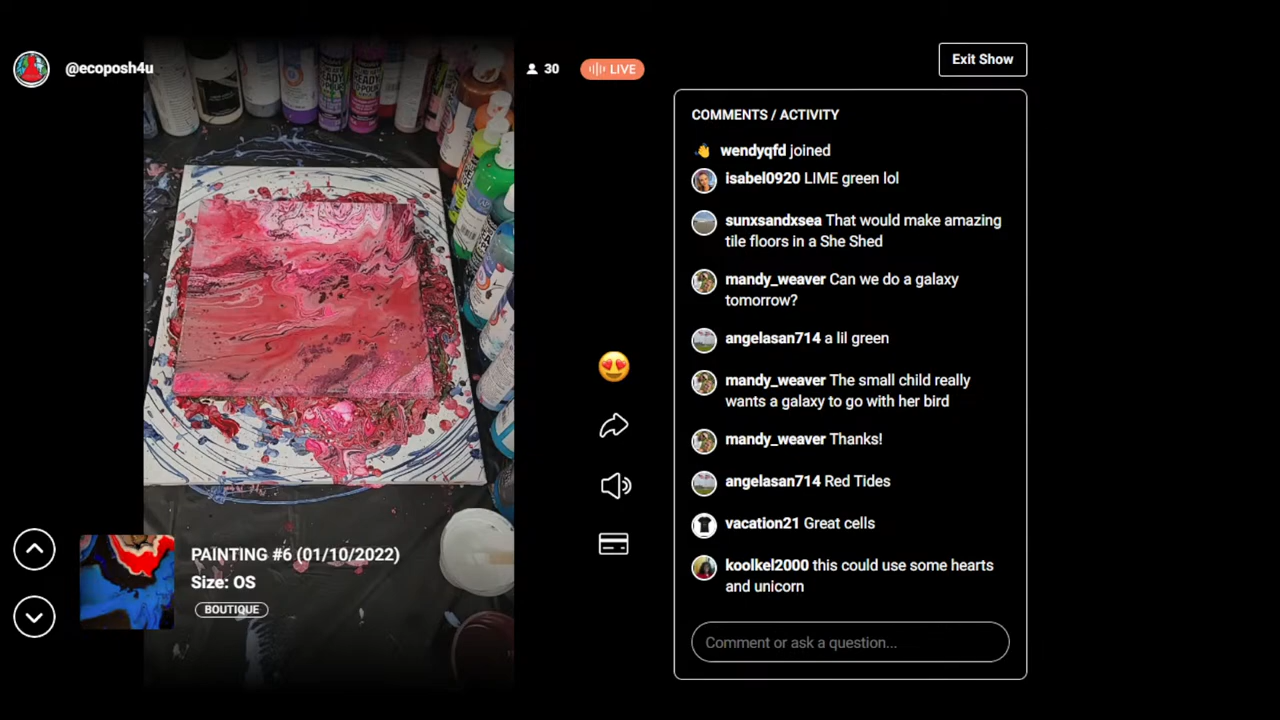 @ecoposh4u
30
LIVE
Exit Show
COMMENTS / ACTIVITY
wendyqfd joined
isabel0920 LIME green lol
sunxsandxsea That would make amazing
tile floors in a She Shed
mandy_weaver Can we do a galaxy
tomorrow?
angelasan714 a lil green
mandy_weaver The small child really
wants a galaxy to go with her bird
mandy_weaver Thanks!
angelasan714 Red Tides
vacation21 Great cells
koolkel2000 this could use some hearts
and unicorn
Comment or ask a question...
PAINTING #6 (01/10/2022)
Size: OS
BOUTIQUE
READY
READY